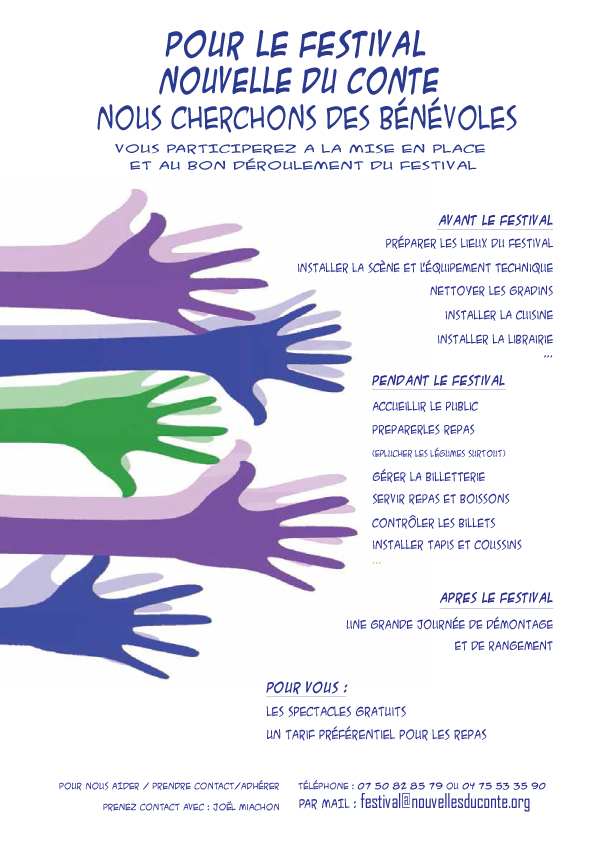 POUR LE FESTIVAL
NOUVELLE DU CONTE
NOUS CHERCHONS DES BÉNÉVOLES
VOUS PARTICIPEREZ A LA MISE EN PLACE
ET AU BON DÉROULEMENT DU FESTIVAL
AVANT LE FESTIVAL
PRÉPARER LES LIEUX DU FESTIVAL
INSTALLER LA SCÈNE ET L'ÉQUIPEMENT TECHNIQUE
NETTOYER LES GRADINS
INSTALLER LA CUISINE
INSTALLER LA LIBRAIRIE
...
PENDANT LE FESTIVAL
ACCUEILLIR LE PUBLIC
PREPARERLES REPAS
(EPLUCHER LES LÉGUMES SURTOUT)
GÉRER LA BILLETTERIE
SERVIR REPAS ET BOISSONS
CONTRÔLER LES BILLETS
INSTALLER TAPIS ET COUSSINS
...
APRES LE FESTIVAL
UNE GRANDE JOURNÉE DE DÉMONTAGE
ET DE RANGEMENT
POUR VOUS :
LES SPECTACLES GRATUITS
UN TARIF PRÉFÉRENTIEL POUR LES REPAS
POUR NOUS AIDER / PRENDRE CONTACT/ADHÉRER
PRENEZ CONTACT AVEC : JOËL MIACHON
TÉLÉPHONE : 07 50 82 85 79 OU 04 75 53 35 90
PAR MAIL : festival@nouvellesduconte.org